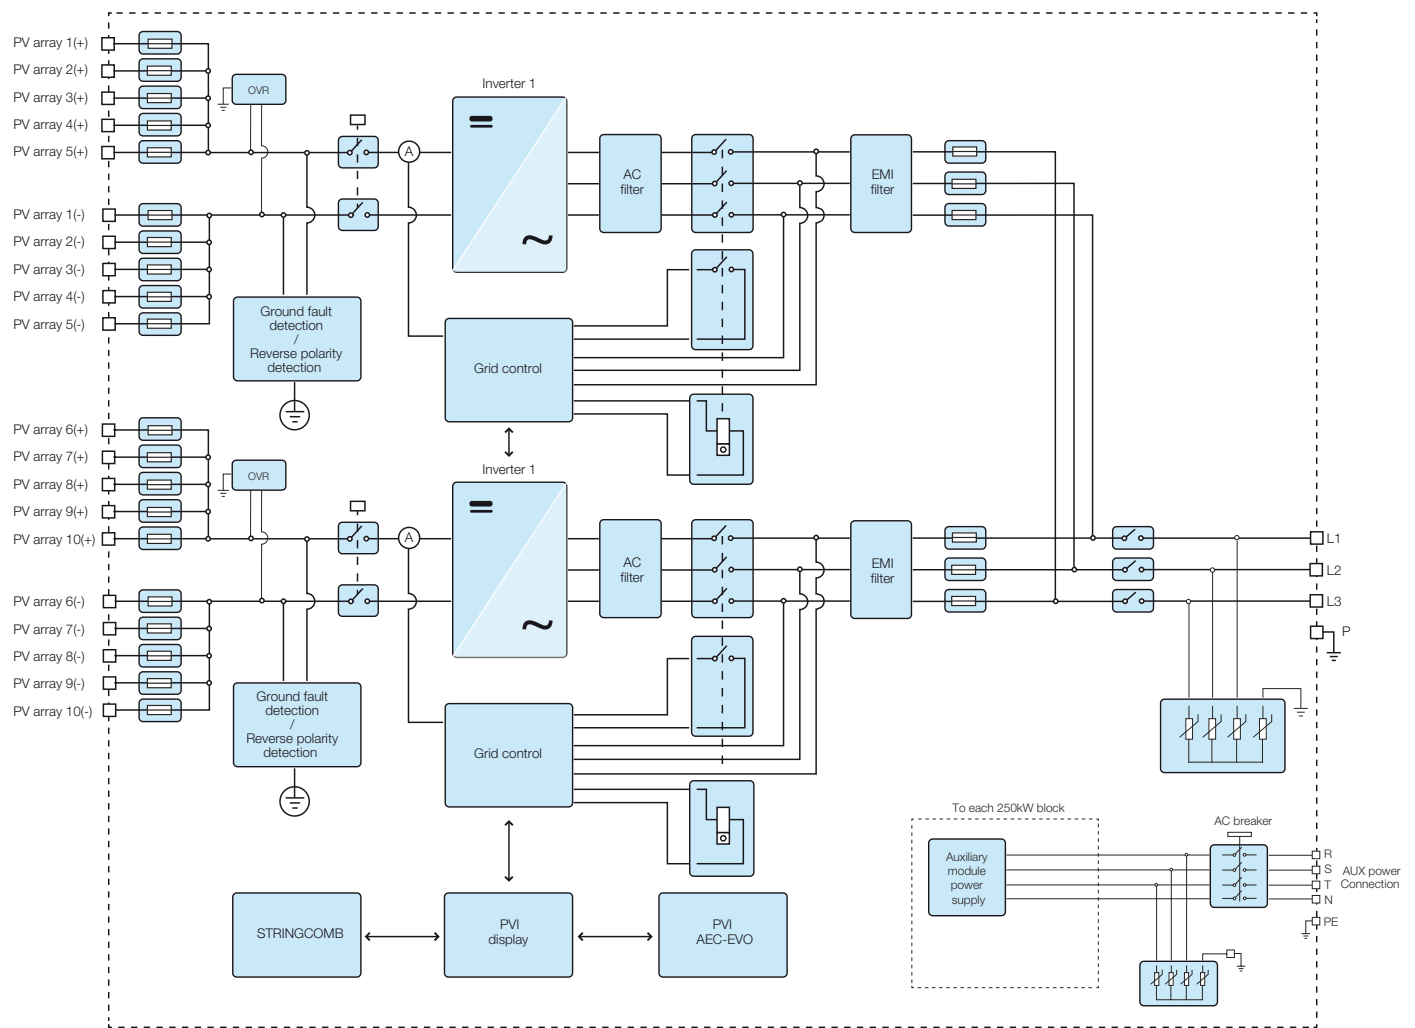 PV array 1(+)
PV array 2(+)
PV array 3(+)
PV array 4(+)
PV array 5(+)
PV array 1(-)
PV array 2(-)
PV array 3(-)
PV array 4(-)
PV array 5(-)
OVR
Ground fault
detection
/
Reverse polarity
detection
A
Inverter 1
AC
filter
EMI
filter
Grid control
PV array 6(+)
PV array 7(+)
PV array 8(+)
PV array 9(+)
PV array 10(+)
PV array 6(-)
PV array 7(-)
PV array 8(-)
PV array 9(-)
PV array 10(-)
OVR
Ground fault
detection
/
Reverse polarity
detection
A
Inverter 1
AC
filter
EMI
filter
Grid control
L1
L2
L3
P
STRINGCOMB
PVI
display
PVI
AEC-EVO
To each 250kW block
Auxiliary
module
power
supply
AC breaker
R
S
T
N
AUX power
Connection
PE